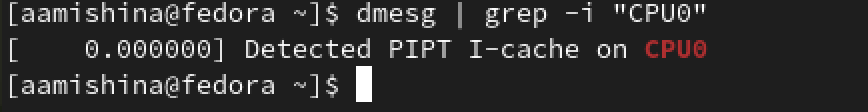 [aamishina@fedora ~]$ dmesg | grep -i "CPU0"
[    0.000000] Detected PIPT I-cache on CPU0
[aamishina@fedora ~]$